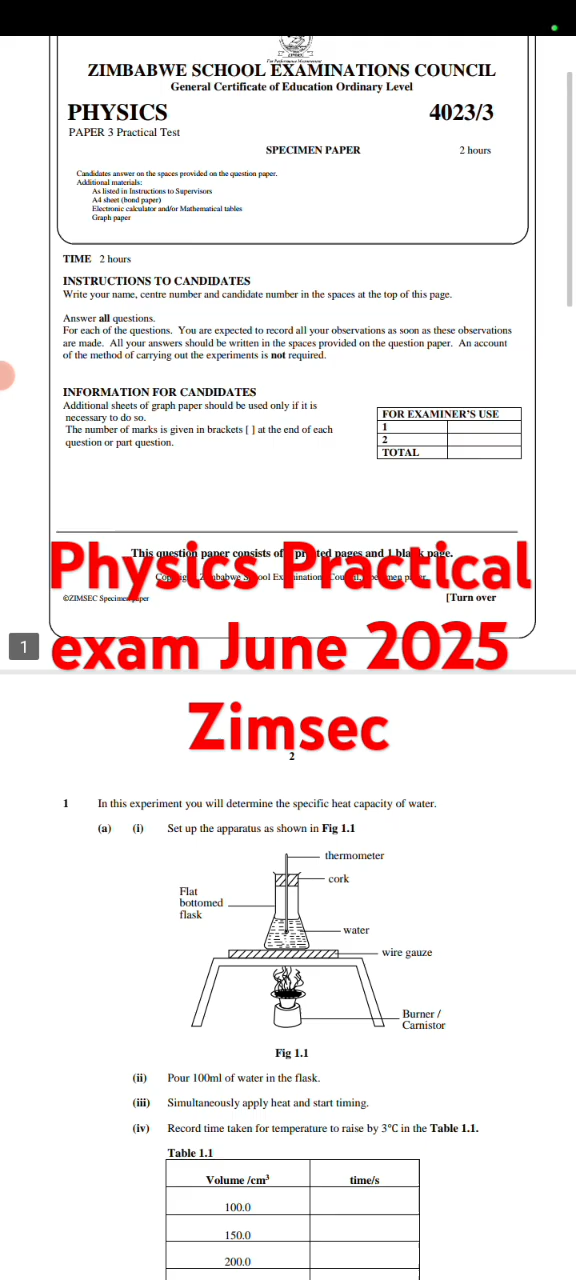 ZIMBABWE SCHOOL EXAMINATIONS COUNCIL
General Certificate of Education Ordinary Level
PHYSICS 4023/3
PAPER 3 Practical Test
SPECIMEN PAPER 2 hours
Candidates answer on the spaces provided on the question paper.
Additional materials:
As listed in Instructions to Supervisors
A4 sheet (bond paper)
Electronic calculator and/or Mathematical tables
Graph paper
TIME 2 hours
INSTRUCTIONS TO CANDIDATES
Write your name, centre number and candidate number in the spaces at the top of this page.
Answer all questions.
For each of the questions. You are expected to record all your observations as soon as these observations
are made. All your answers should be written in the spaces provided on the question paper. An account
of the method of carrying out the experiments is not required.
INFORMATION FOR CANDIDATES
Additional sheets of graph paper should be used only if it is
necessary to do so.
The number of marks is given in brackets [ ] at the end of each
question or part question.
FOR EXAMINER'S USE
1
2
TOTAL
This question paper consists of printed pages and 1 blank page.
©ZIMSEC Specimen paper [Turn over
Physics Practical
exam June 2025
Zimsec
1
2
1 In this experiment you will determine the specific heat capacity of water.
(a) (i) Set up the apparatus as shown in Fig 1.1
thermometer
cork
Flat
bottomed
flask
water
wire gauze
Burner /
Carnistor
Fig 1.1
(ii) Pour 100ml of water in the flask.
(iii) Simultaneously apply heat and start timing.
(iv) Record time taken for temperature to raise by 3°C in the Table 1.1.
Table 1.1
Volume /cm³ time/s
100.0
150.0
200.0